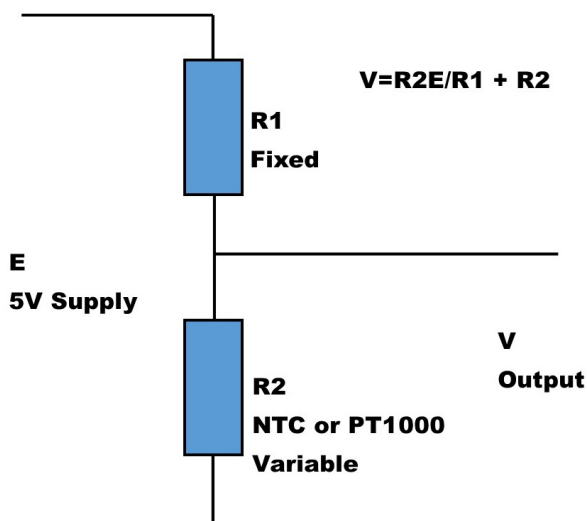 V=R2E/R1 + R2
R1
Fixed
E
5V Supply
V
Output
R2
NTC or PT1000
Variable